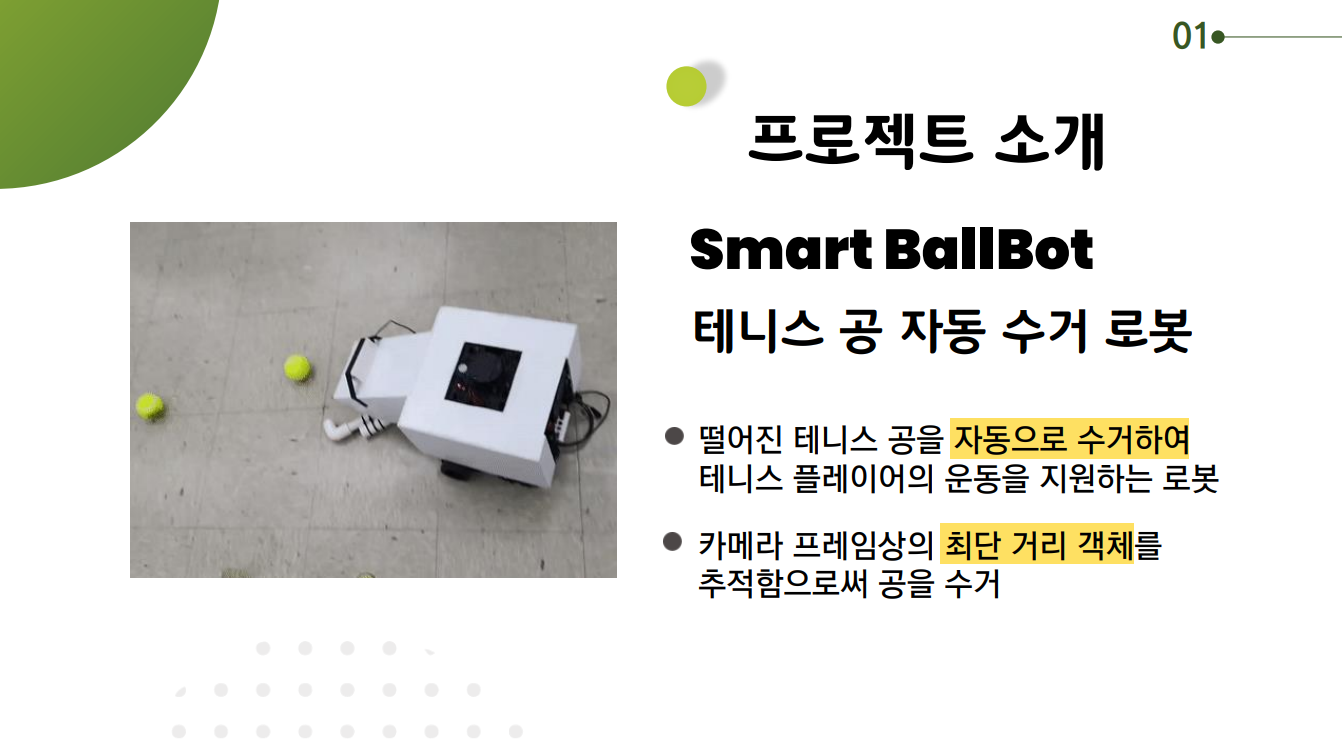 01
프로젝트 소개
Smart BallBot
테니스 공 자동 수거 로봇
떨어진 테니스 공을 자동으로 수거하여
테니스 플레이어의 운동을 지원하는 로봇
카메라 프레임상의 최단 거리 객체를
추적함으로써 공을 수거